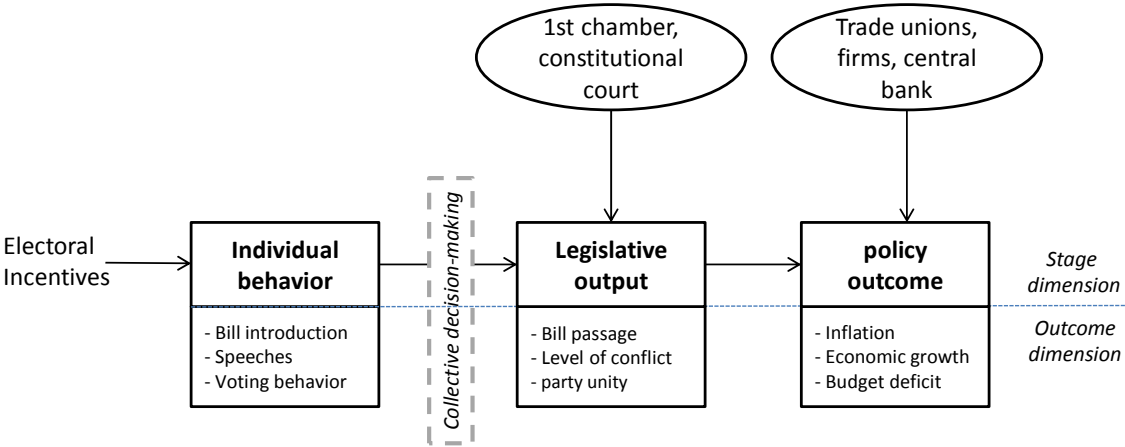 1st chamber,
constitutional
court
Trade unions,
firms, central
bank
Electoral
Incentives
Individual
behavior
- Bill introduction
- Speeches
- Voting behavior
Collective decision-making
Legislative
output
- Bill passage
- Level of conflict
- party unity
policy
outcome
- Inflation
- Economic growth
- Budget deficit
Stage
dimension
Outcome
dimension